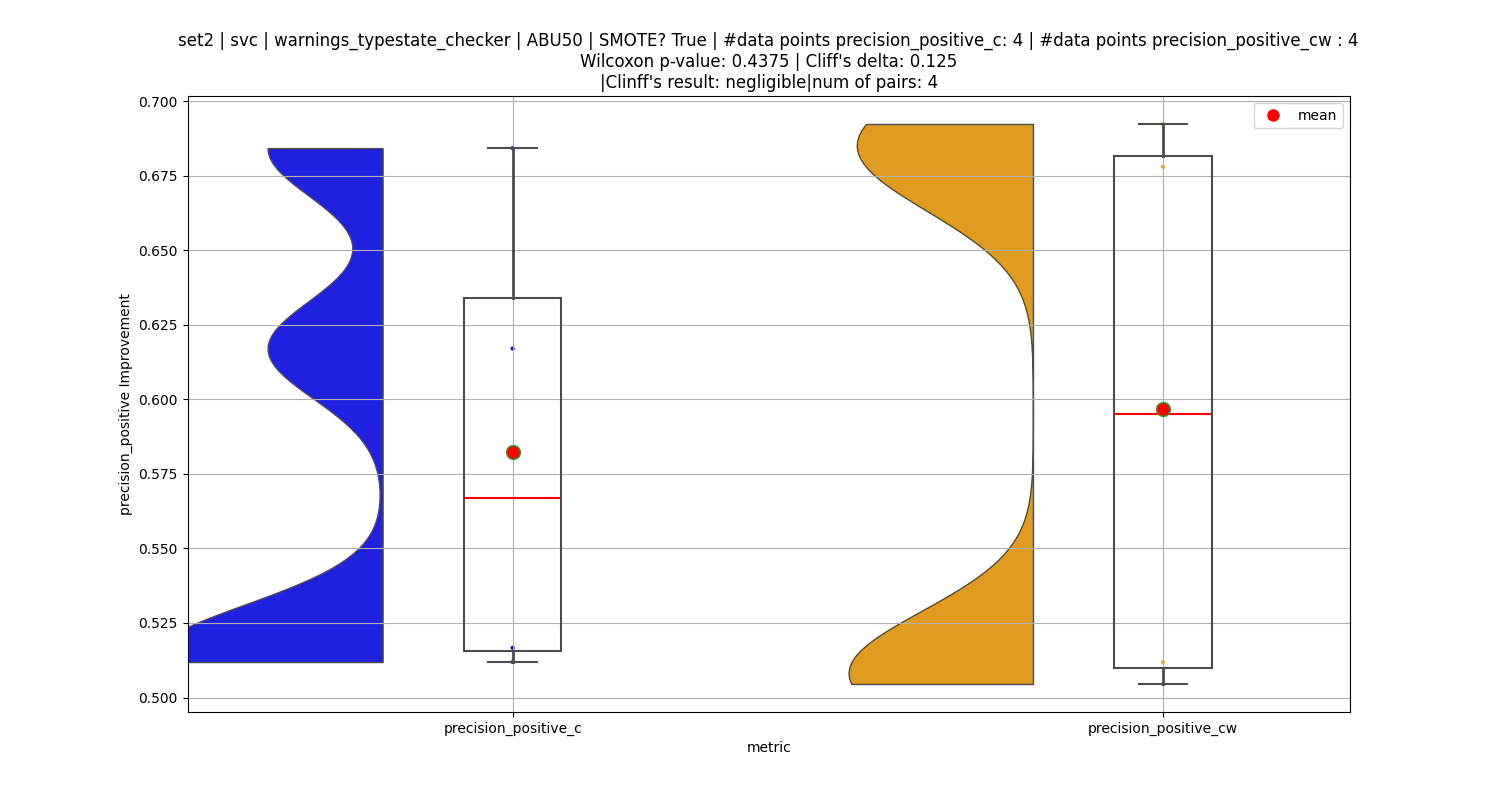 set2 | svc | warnings_typestate_checker | ABU50 | SMOTE? True | #data points precision_positive_c: 4 | #data points precision_positive_cw : 4
Wilcoxon p-value: 0.4375 | Cliff's delta: 0.125
|Clinff's result: negligible|num of pairs: 4
mean
0.700
0.675
0.650
0.625
0.600
0.575
0.550
0.525
0.500
precision_positive Improvement
precision_positive_c
precision_positive_cw
metric